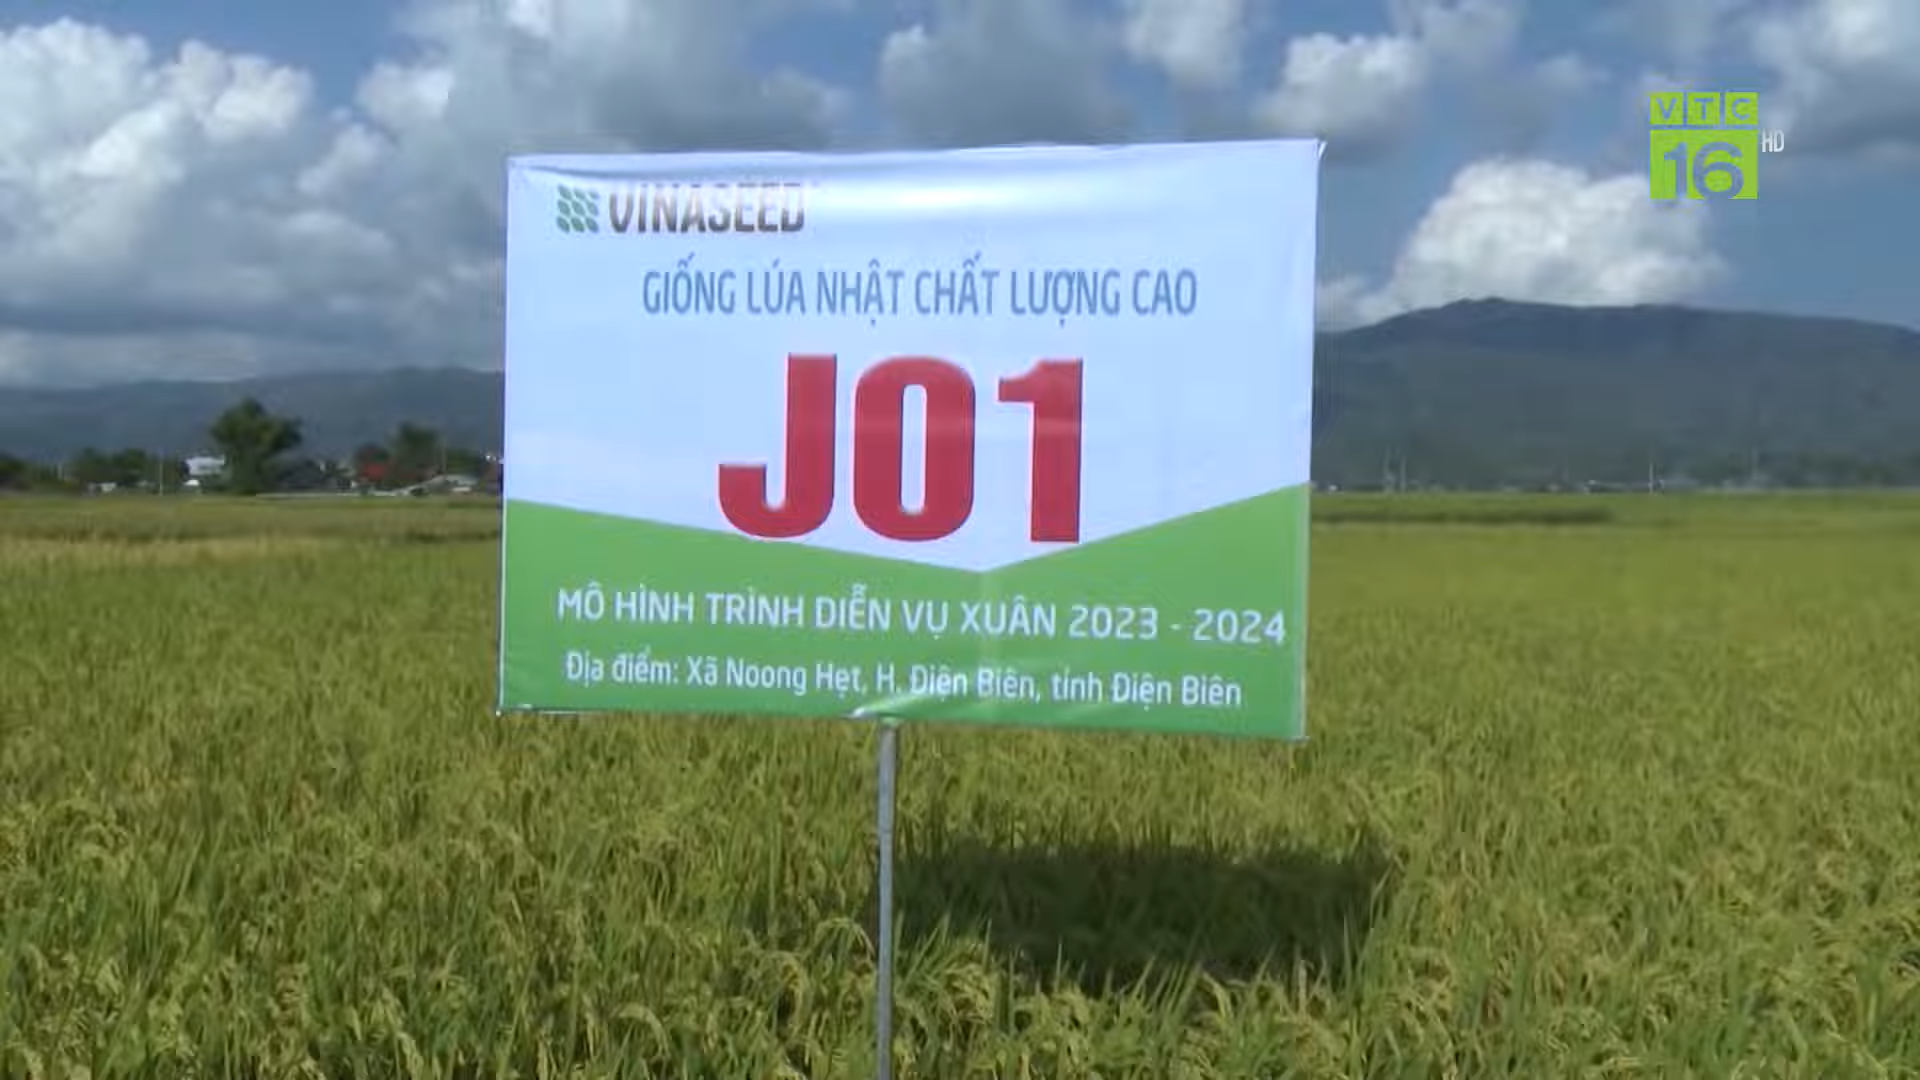 VTC
16 HD
VINASEED
GIỐNG LÚA NHẬT CHẤT LƯỢNG CAO
J01
MÔ HÌNH TRÌNH DIỄN VỤ XUÂN 2023 - 2024
Địa điểm: Xã Noong Hẹt, H. Điện Biên, tỉnh Điện Biên